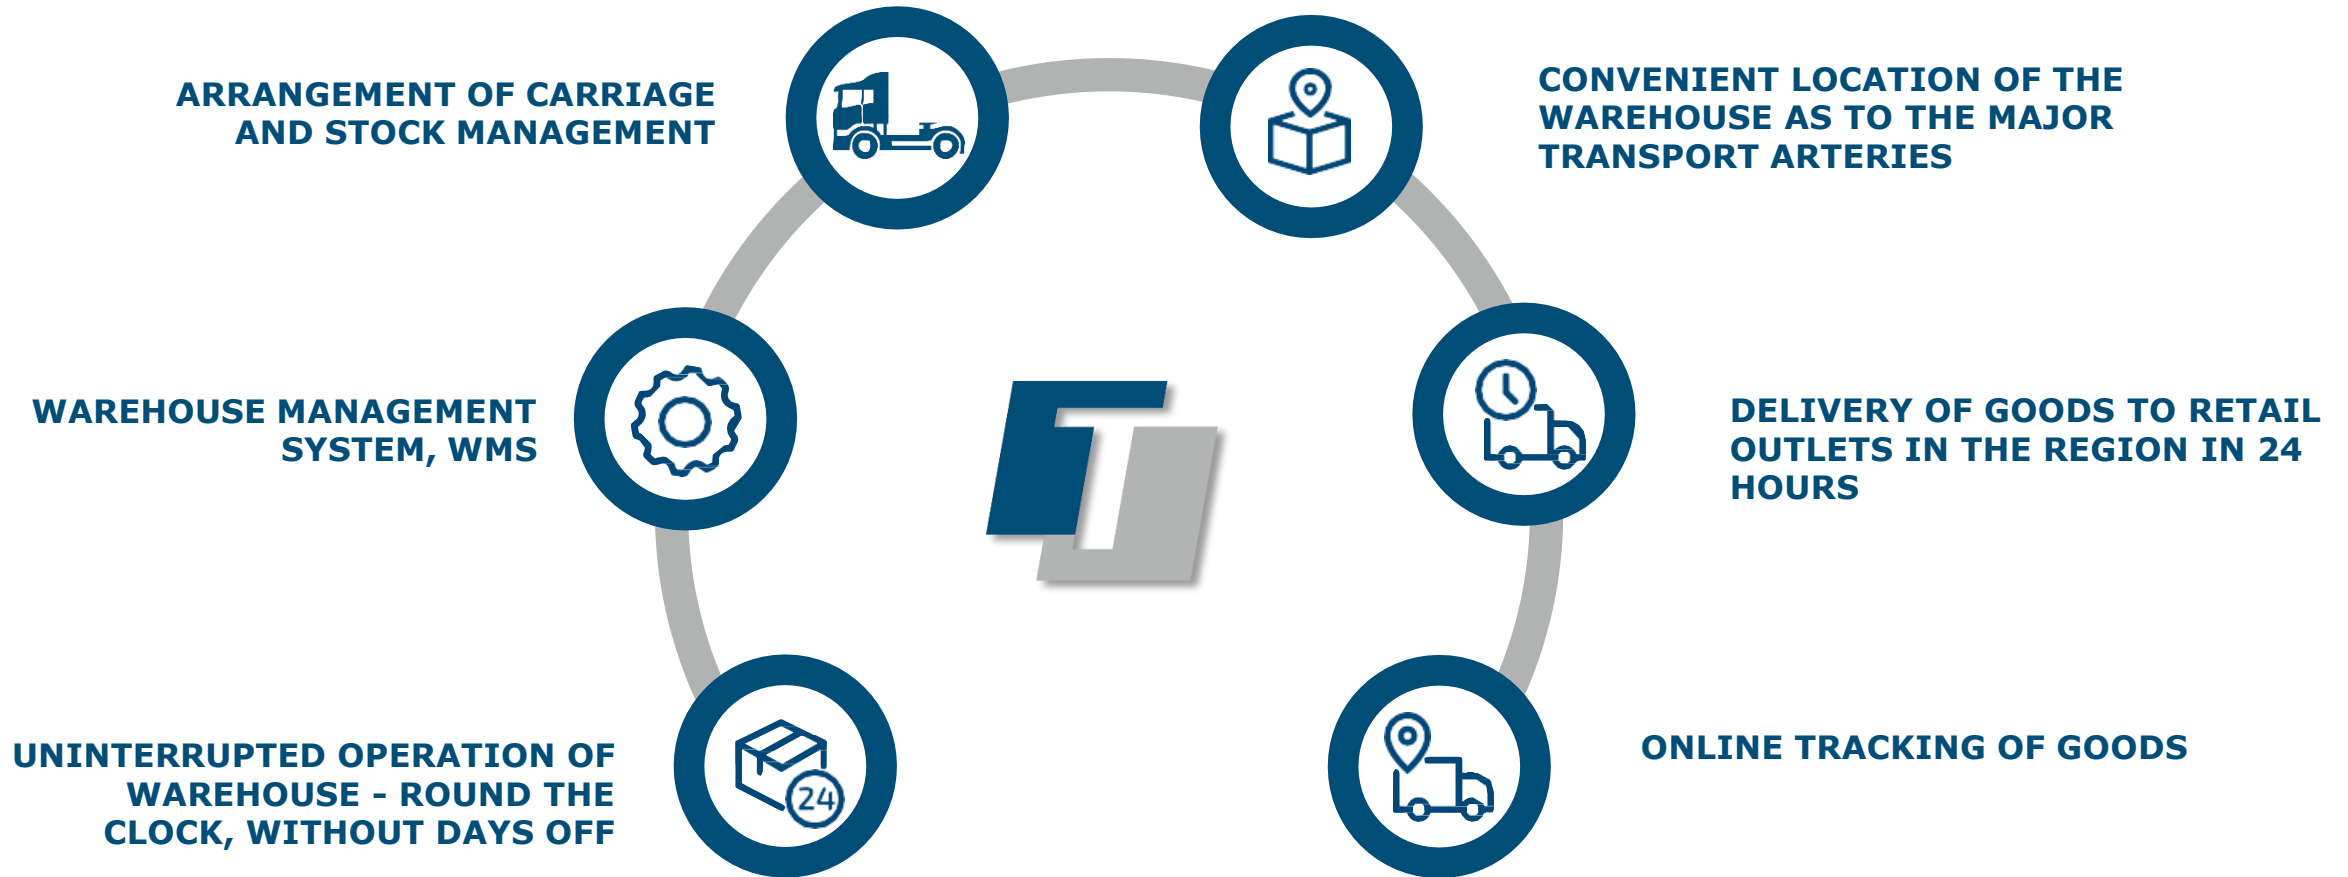 ARRANGEMENT OF CARRIAGE
AND STOCK MANAGEMENT
CONVENIENT LOCATION OF THE
WAREHOUSE AS TO THE MAJOR
TRANSPORT ARTERIES
WAREHOUSE MANAGEMENT
SYSTEM, WMS
DELIVERY OF GOODS TO RETAIL
OUTLETS IN THE REGION IN 24
HOURS
UNINTERRUPTED OPERATION OF
WAREHOUSE – ROUND THE
CLOCK, WITHOUT DAYS OFF
24
ONLINE TRACKING OF GOODS